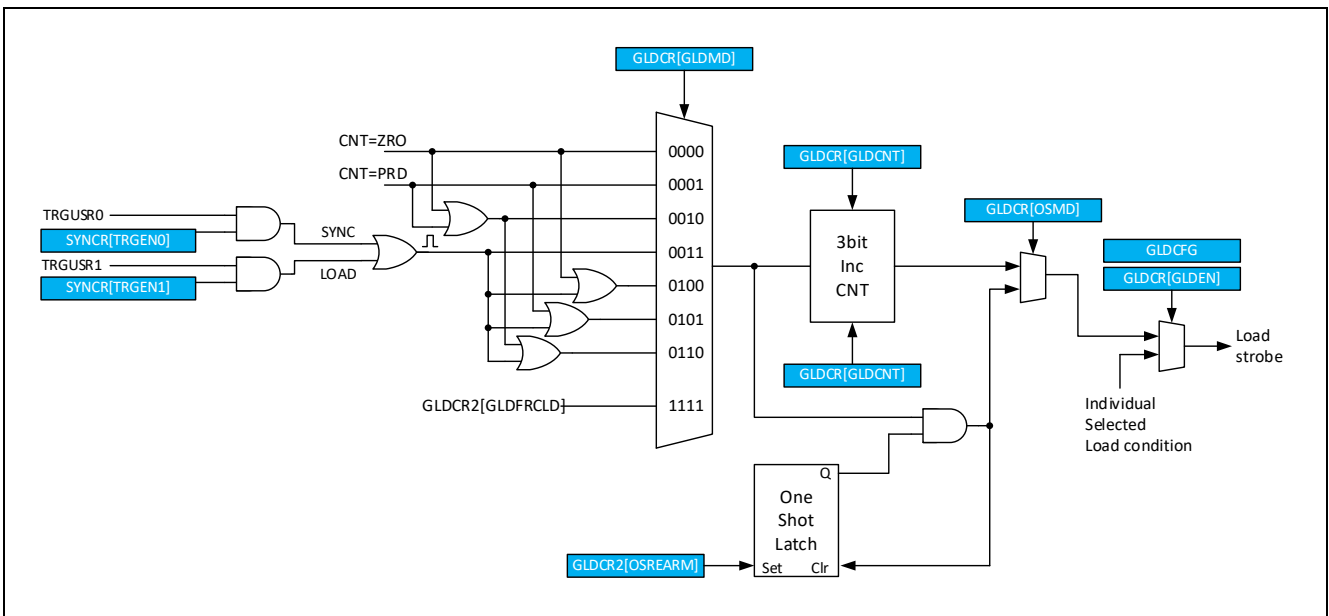 GLDCR[GLDMD]
CNT=ZRO
0000
CNT=PRD
0001
GLDCR[GLDCNT]
TRGUSR0
0010
GLDCR[OSMD]
SYNCR[TRGEN0]
SYNC
0011
3bit
Inc
CNT
GLDCFG
TRGUSR1
LOAD
GLDCR[GLDEN]
SYNCR[TRGEN1]
0100
0101
Load
strobe
0110
GLDCR[GLDCNT]
GLDCR2[GLDFRCLD]
1111
Individual
Selected
Load condition
Q
One
Shot
Latch
GLDCR2[OSREARM]
Set
Clr